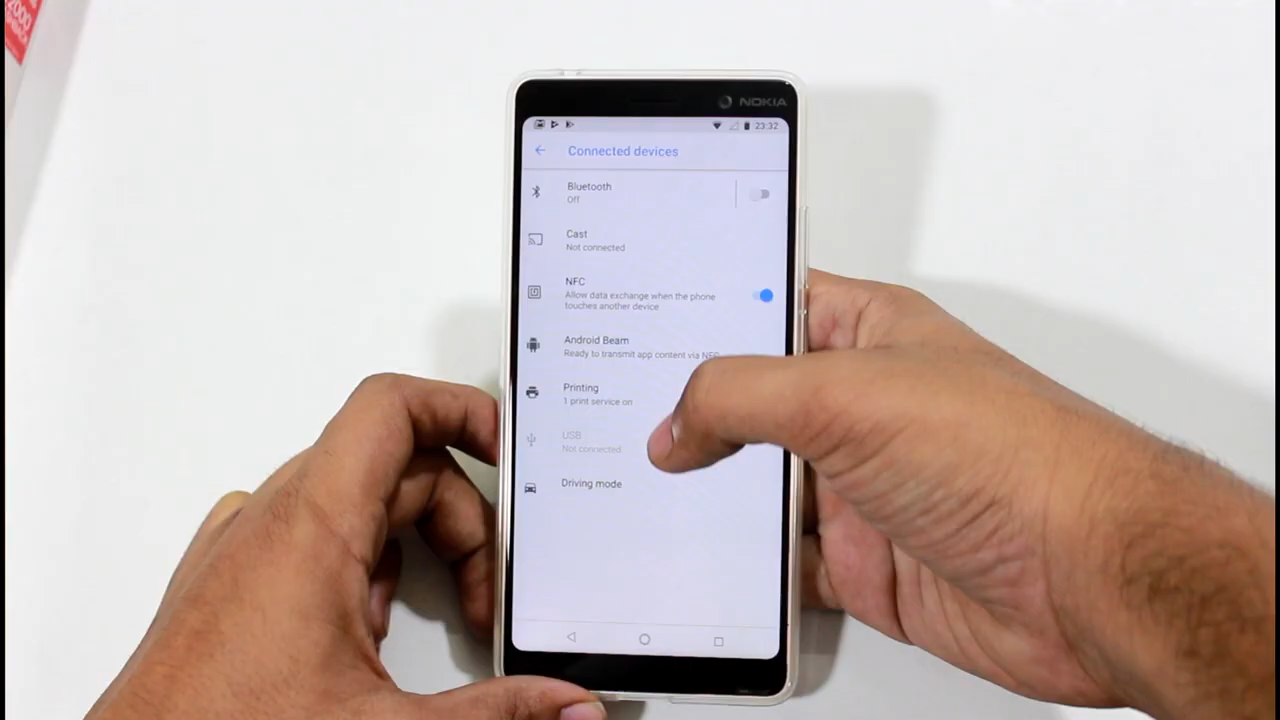 2000
NOKIA
23:32
Connected devices
Bluetooth
Off
Cast
Not connected
NFC
Allow data exchange when the phone
touches another device
Android Beam
Ready to transmit app content via NFC
Printing
1 print service on
USB
Not connected
Driving mode